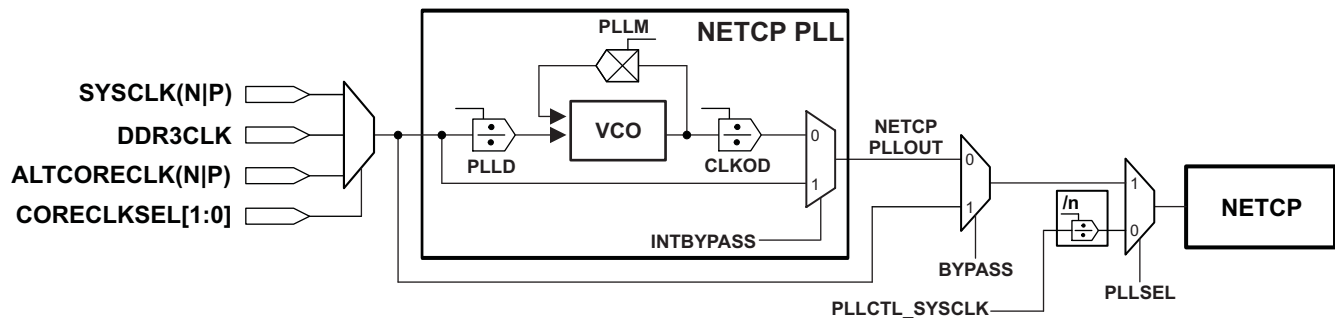 NETCP PLL
PLLM
SYSCLK(N|P)
DDR3CLK
ALTCORECLK(N|P)
CORECLKSEL[1:0]
PLLD
VCO
CLKOD
0
1
INTBYPASS
NETCP
PLLOUT
0
1
BYPASS
/n
PLLCTL_SYSCLK
1
0
PLLSEL
NETCP